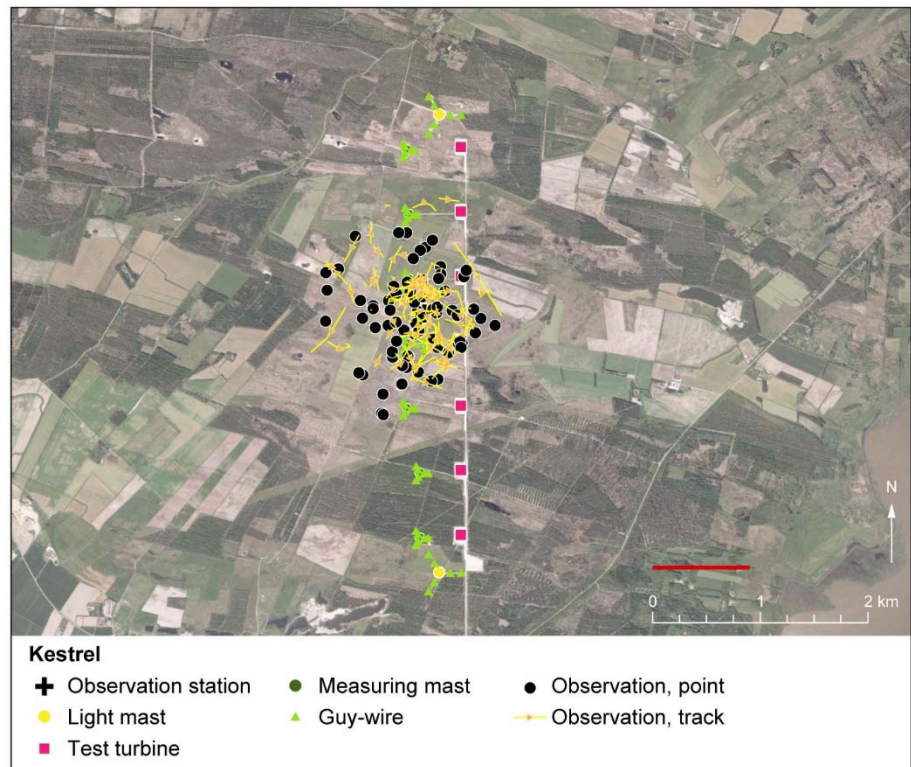 N
0 1 2 km
Kestrel
Observation station
Measuring mast
Observation, point
Light mast
Guy-wire
Observation, track
Test turbine